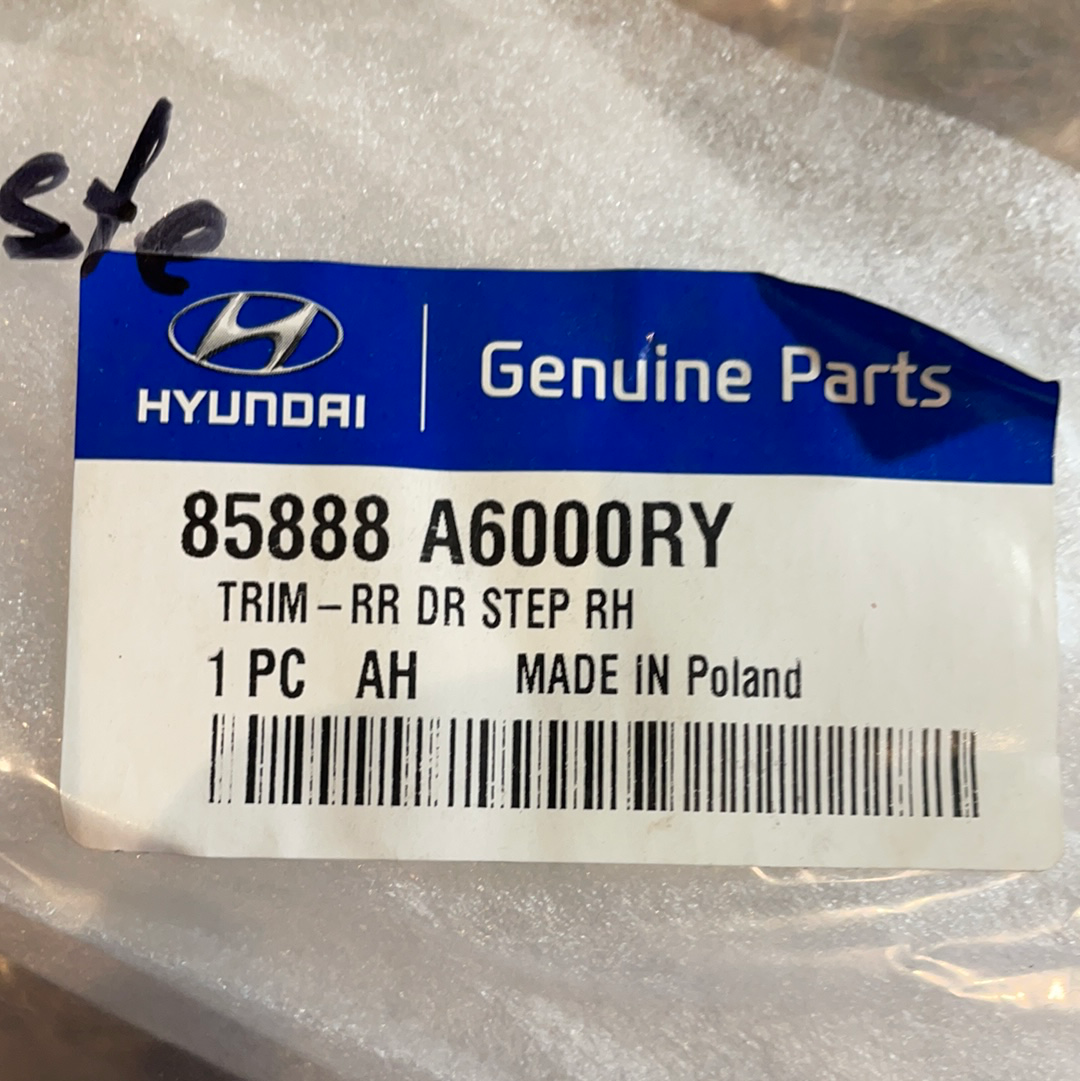 ste
HYUNDAI
Genuine Parts
85888 A6000RY
TRIM-RR DR STEP RH
1 PC AH MADE IN Poland